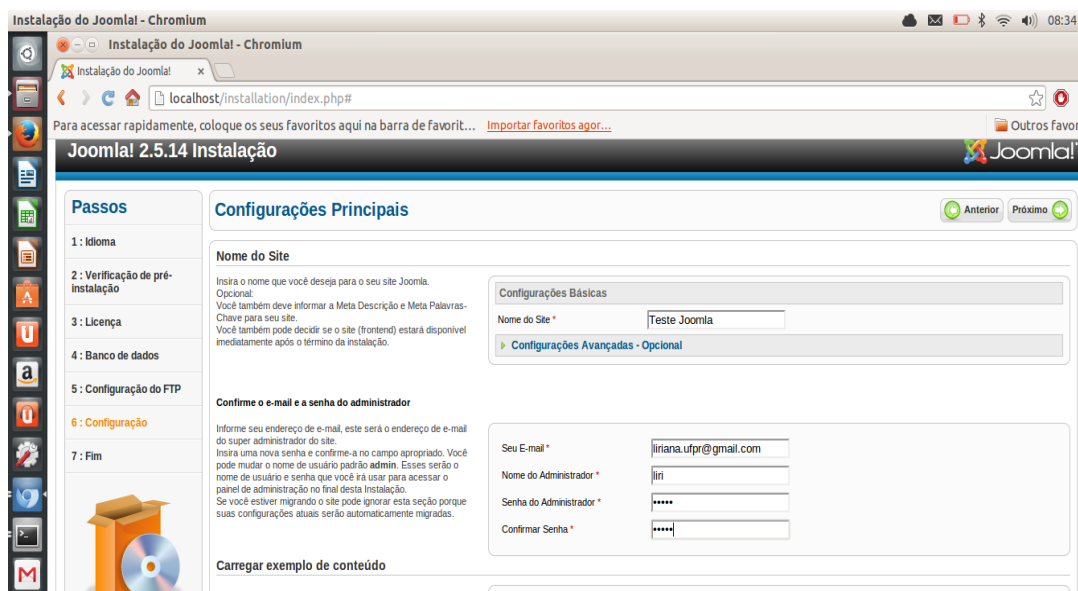 Instalação do Joomla! - Chromium
08:34
Instalação do Joomla! - Chromium
Instalação do Joomla!
localhost/installation/index.php#
Para acessar rapidamente, coloque os seus favoritos aqui na barra de favorit... Importar favoritos agor...
Outros favor
Joomla! 2.5.14 Instalação
Joomla!
Passos
1 : Idioma
2 : Verificação de pré-
instalação
3 : Licença
4 : Banco de dados
5 : Configuração do FTP
6 : Configuração
7 : Fim
Configurações Principais
Anterior
Próximo
Nome do Site
Insira o nome que você deseja para o seu site Joomla.
Opcional:
Você também deve informar a Meta Descrição e Meta Palavras-
Chave para seu site.
Você também pode decidir se o site (frontend) estará disponível
imediatamente após o término da instalação.
Configurações Básicas
Nome do Site * Teste Joomla
Configurações Avançadas - Opcional
Confirme o e-mail e a senha do administrador
Informe seu endereço de e-mail, este será o endereço de e-mail
do super administrador do site.
Insira uma nova senha e confirme-a no campo apropriado. Você
pode mudar o nome de usuário padrão admin. Esses serão o
nome de usuário e senha que você irá usar para acessar o
painel de administração no final desta Instalação.
Se você estiver migrando o site pode ignorar esta seção porque
suas configurações atuais serão automaticamente migradas.
Seu E-mail * liriana.ufpr@gmail.com
Nome do Administrador * liri
Senha do Administrador * •••••
Confirmar Senha * •••••
Carregar exemplo de conteúdo